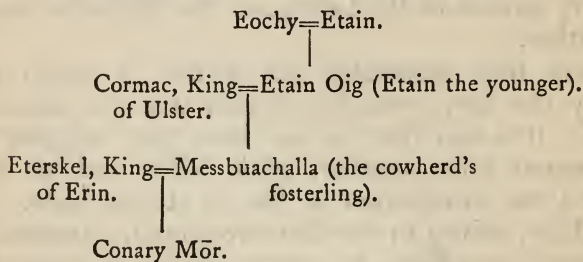 Eochy=Etain.
Cormac, King=Etain Oig (Etain the younger).
of Ulster.
Eterskel, King=Messbuachalla (the cowherd's
of Erin. fosterling).
Conary Mōr.